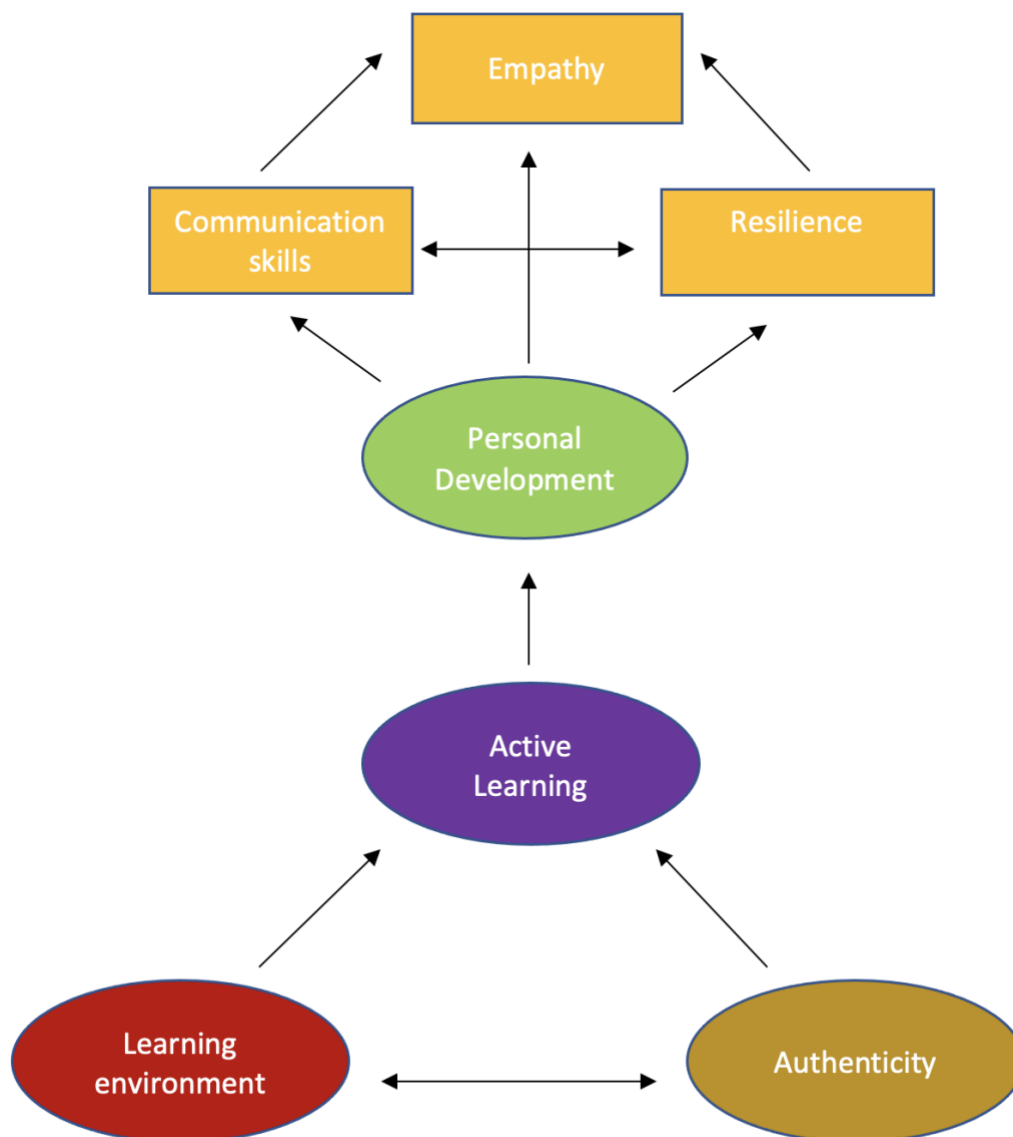 Empathy
Communication
skills
Resilience
Personal
Development
Active
Learning
Learning
environment
Authenticity